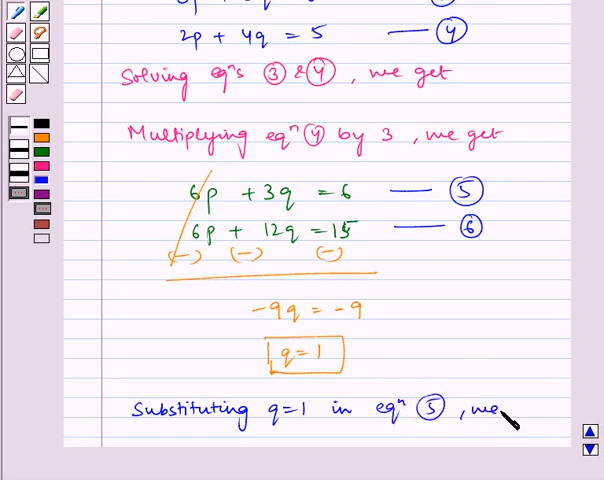 2p + 4q = 5 — (4)
Solving eqⁿs (3) & (4), we get
Multiplying eqⁿ (4) by 3, we get
6p + 3q = 6 — (5)
6p + 12q = 15 — (6)
(-) (-) (-)
-9q = -9
q = 1
Substituting q=1 in eqⁿ (5), we